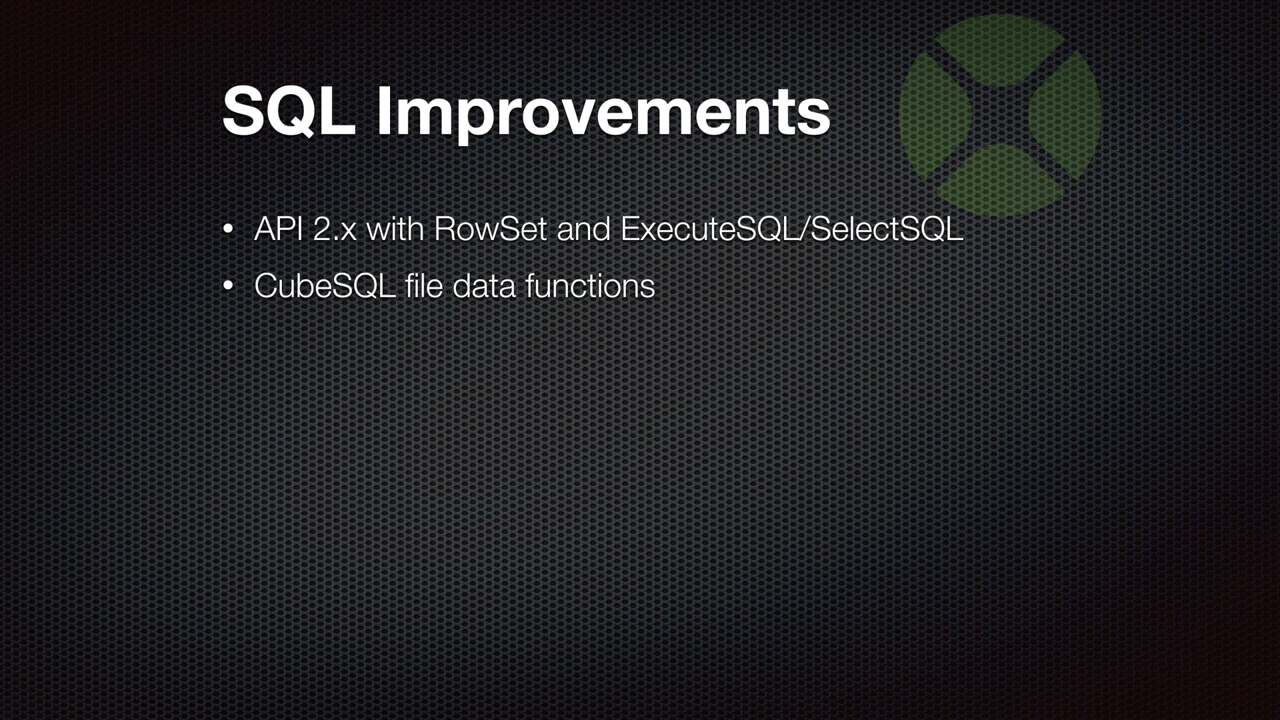 SQL Improvements
• API 2.x with RowSet and ExecuteSQL/SelectSQL
• CubeSQL file data functions